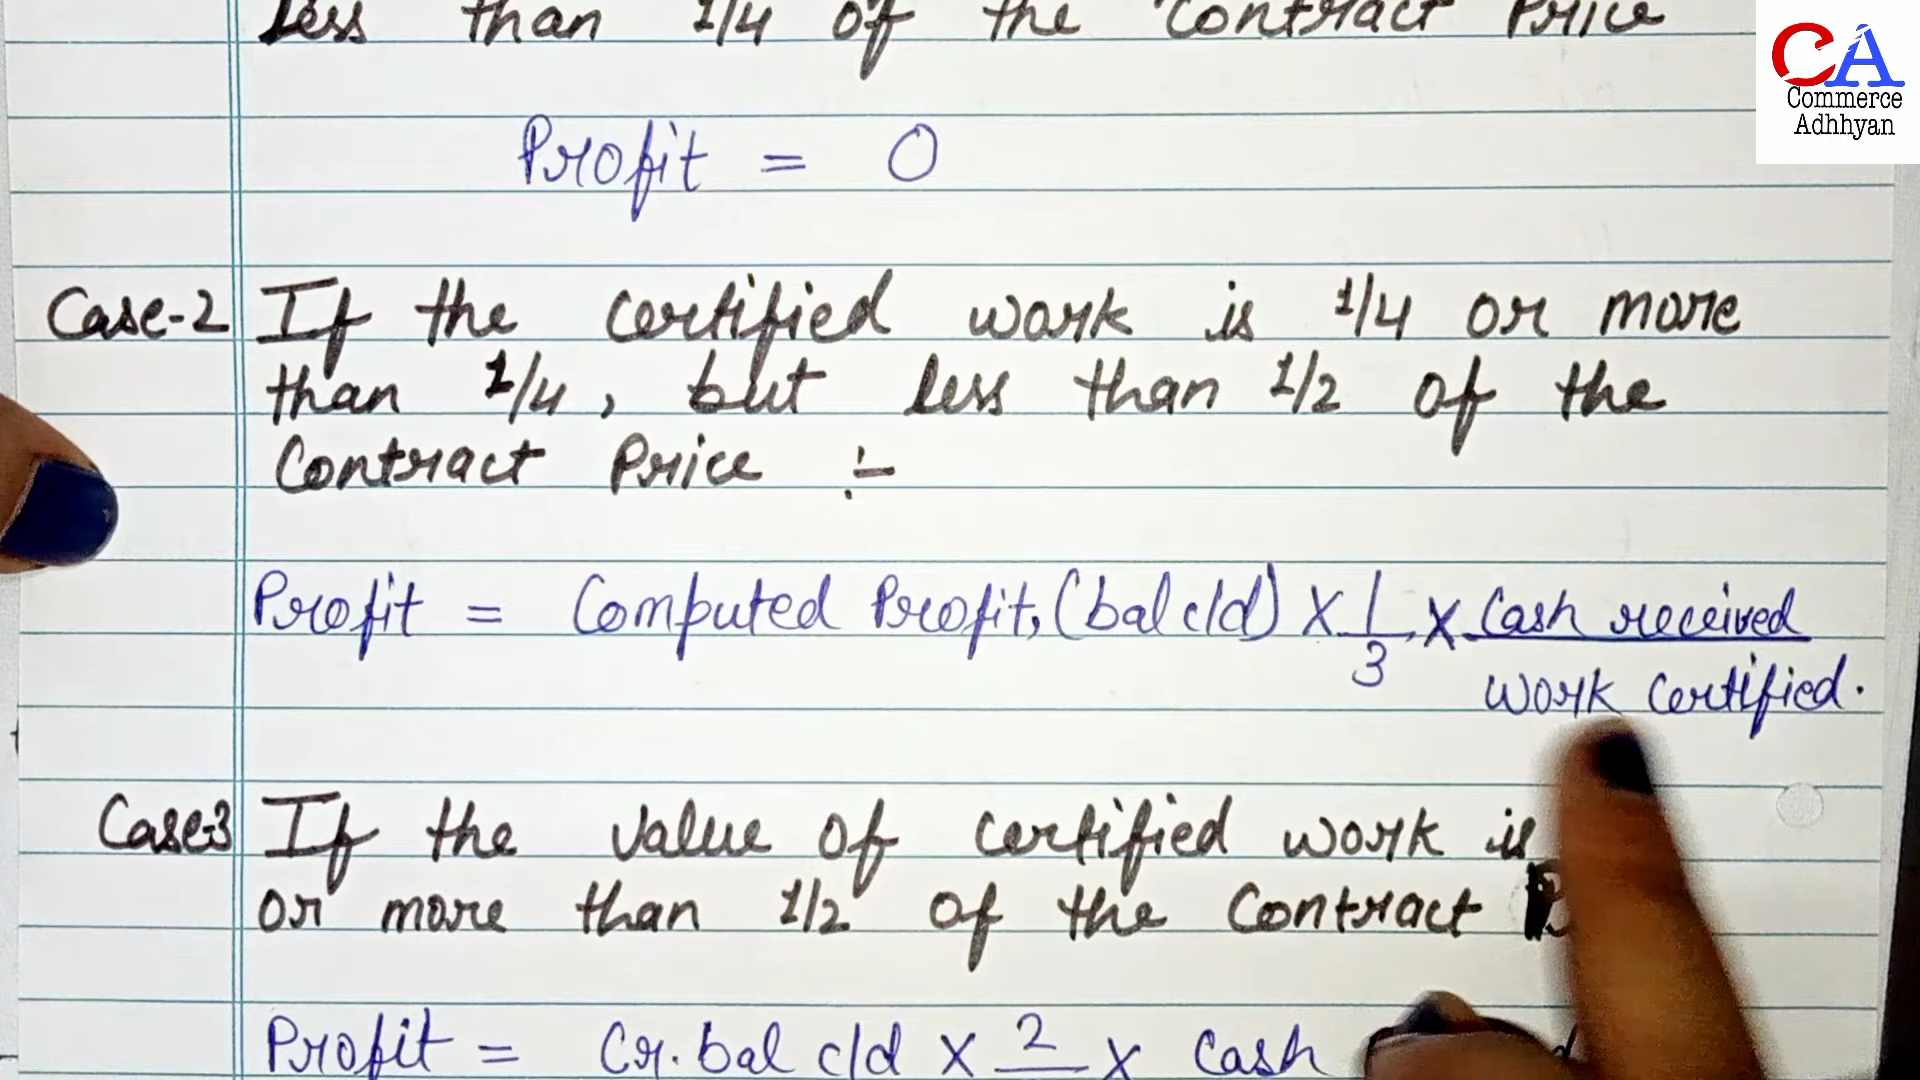 less than 1/4 of the Contract Price
CA
Commerce
Adhhyan
Profit = 0
Case-2 If the certified work is 1/4 or more
than 1/4, but less than 1/2 of the
Contract Price :-
Profit = Computed Profit, (bal c/d) X 1/3 X Cash received
Work Certified.
Case-3 If the value of certified work is
or more than 1/2 of the Contract
Profit = Cr. bal c/d X 2 X Cash